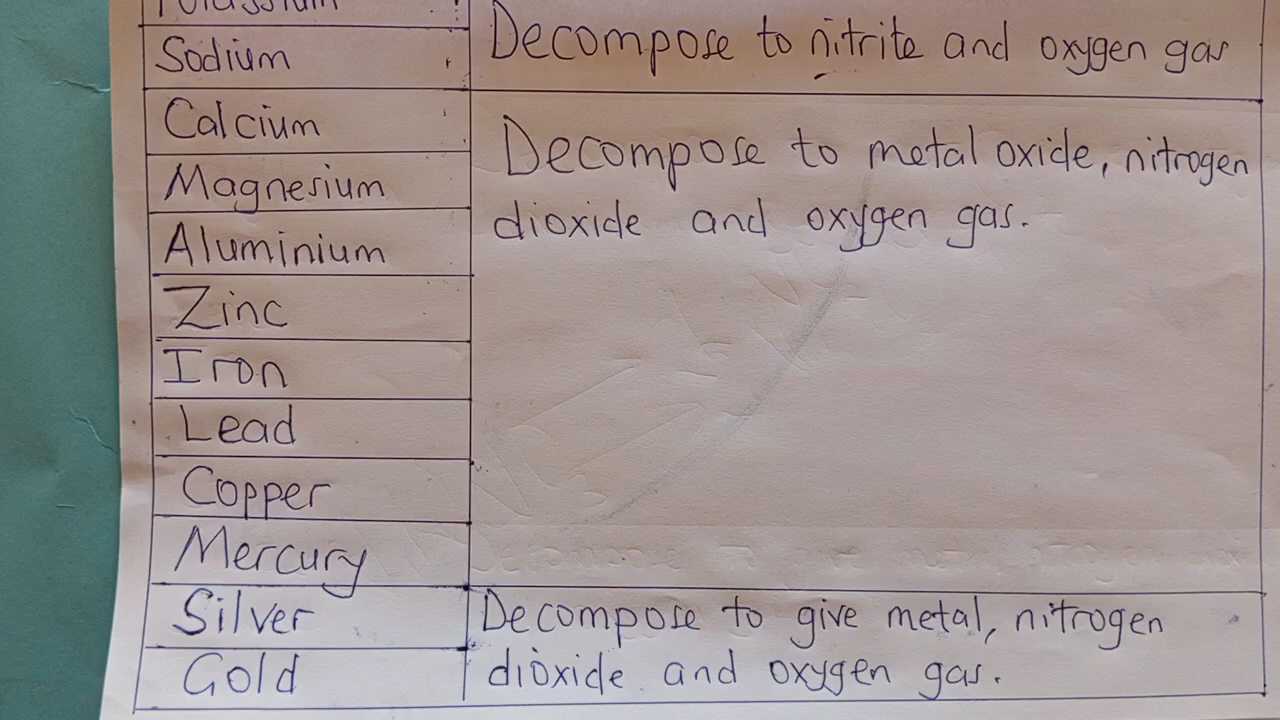 Potassium
Sodium
Decompose to nitrite and oxygen gas
Calcium
Magnesium
Aluminium
Zinc
Iron
Lead
Copper
Mercury
Decompose to metal oxide, nitrogen
dioxide and oxygen gas.
Silver
Gold
Decompose to give metal, nitrogen
dioxide and oxygen gas.